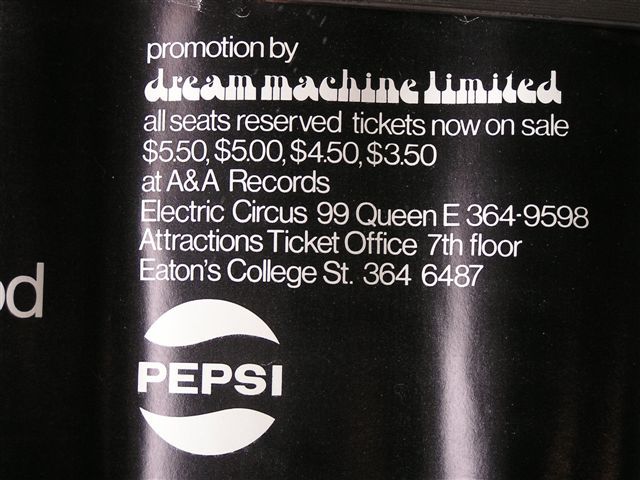 promotion by
dream machine limited
all seats reserved tickets now on sale
$5.50, $5.00, $4.50, $3.50
at A&A Records
Electric Circus 99 Queen E 364-9598
Attractions Ticket Office 7th floor
Eaton's College St. 364 6487
PEPSI